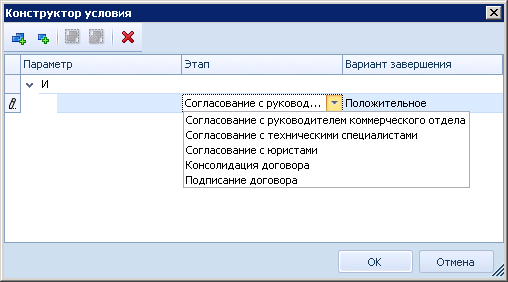 Конструктор условия
Параметр Этап Вариант завершения
И
Согласование с руковод... Положительное
Согласование с руководителем коммерческого отдела
Согласование с техническими специалистами
Согласование с юристами
Консолидация договора
Подписание договора
OK Отмена